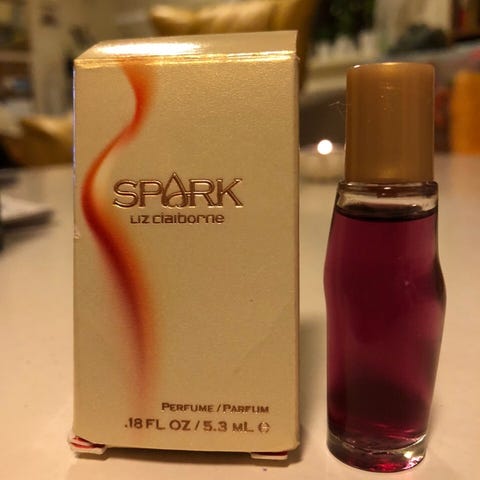 SPARK
LIZ claiborne
PERFUME / PARFUM
.18 FL OZ / 5.3 mL ℮